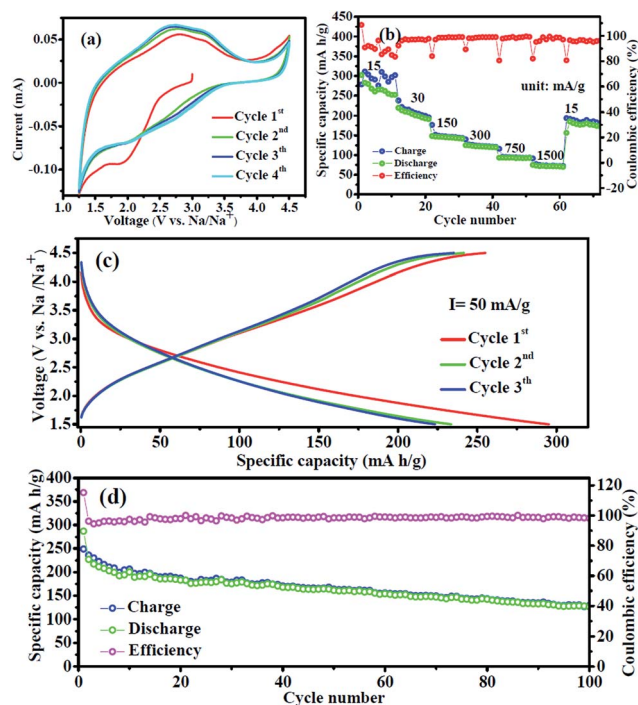 (a)
Current (mA)
0.05
0.00
-0.05
-0.10
Cycle 1st
Cycle 2nd
Cycle 3th
Cycle 4th
1.5 2.0 2.5 3.0 3.5 4.0 4.5
Voltage (V vs. Na/Na+)
(b)
Specific capacity (mA h/g)
450
400
350
300
250
200
150
100
50
0
unit: mA/g
15
30
150
300
750
1500
15
Charge
Discharge
Efficiency
0 20 40 60
Cycle number
100
80
60
40
20
0
-20
Coulombic efficiency (%)
(c)
Voltage (V vs. Na /Na+)
4.5
4.0
3.5
3.0
2.5
2.0
1.5
I= 50 mA/g
Cycle 1st
Cycle 2nd
Cycle 3th
0 50 100 150 200 250 300
Specific capacity (mA h/g)
(d)
Specific capacity (mA h/g)
400
350
300
250
200
150
100
50
0
Charge
Discharge
Efficiency
0 20 40 60 80 100
Cycle number
120
100
80
60
40
20
0
Coulombic efficiency (%)